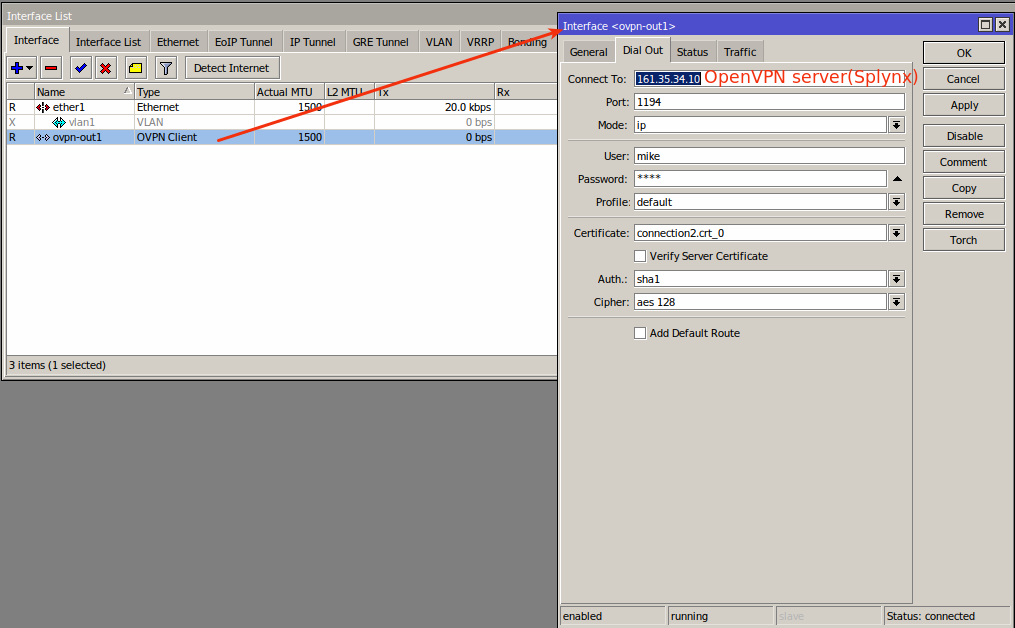 Interface List
Interface
Interface List
Ethernet
EoIP Tunnel
IP Tunnel
GRE Tunnel
VLAN
VRRP
Bonding
Detect Internet
Name Type Actual MTU L2 MTU Tx Rx
R ether1 Ethernet 1500 20.0 kbps
X vlan1 VLAN 0 bps
R ovpn-out1 OVPN Client 1500 0 bps
3 items (1 selected)
Interface <ovpn-out1>
General Dial Out Status Traffic
Connect To: 161.35.34.10 OpenVPN server(Splynx)
Port: 1194
Mode: ip
User: mike
Password: ****
Profile: default
Certificate: connection2.crt_0
Verify Server Certificate
Auth.: sha1
Cipher: aes 128
Add Default Route
OK
Cancel
Apply
Disable
Comment
Copy
Remove
Torch
enabled running slave Status: connected